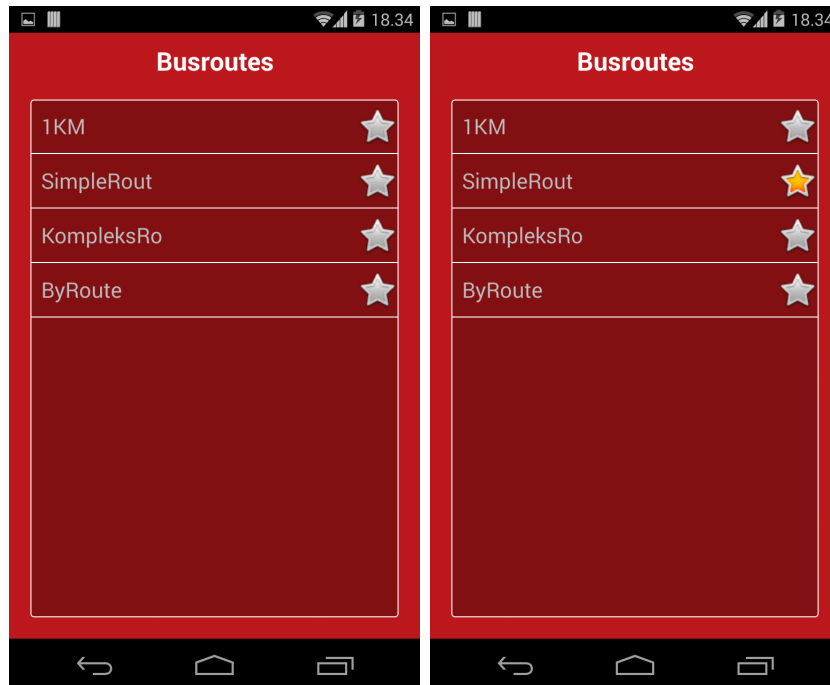 18.34
Busroutes
1KM
SimpleRout
KompleksRo
ByRoute
18.34
Busroutes
1KM
SimpleRout
KompleksRo
ByRoute